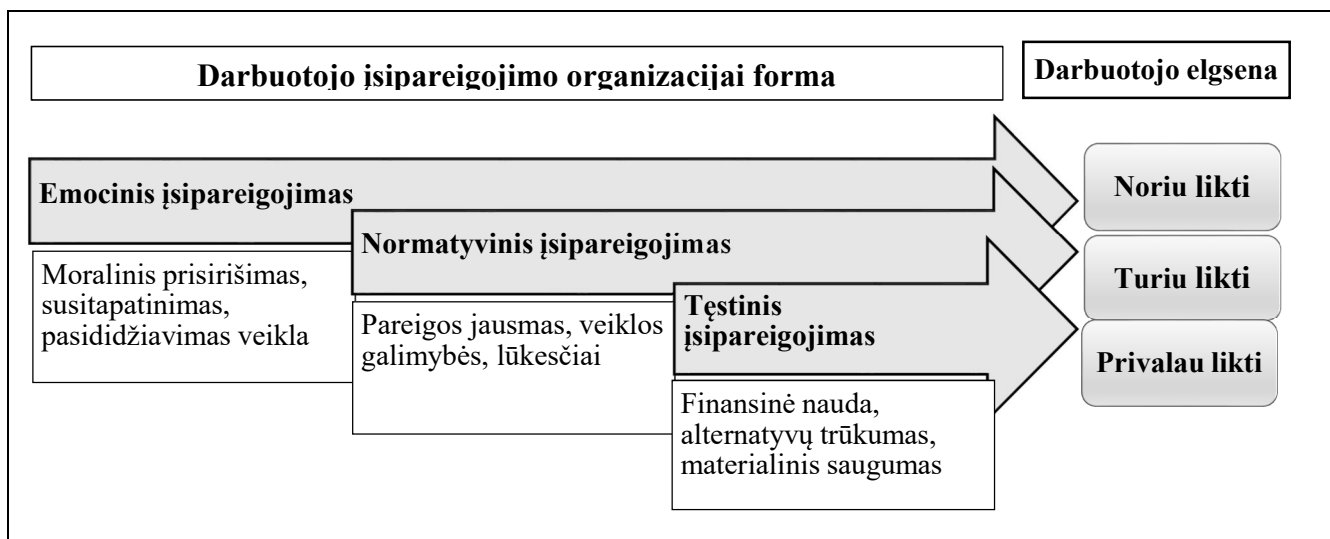 Darbuotojo įsipareigojimo organizacijai forma
Darbuotojo elgsena
Emocinis įsipareigojimas
Moralinis prisirišimas,
susitapatinimas,
pasididžiavimas veikla
Normatyvinis įsipareigojimas
Pareigos jausmas, veiklos
galimybės, lūkesčiai
Tęstinis
įsipareigojimas
Finansinė nauda,
alternatyvų trūkumas,
materialinis saugumas
Noriu likti
Turiu likti
Privalau likti